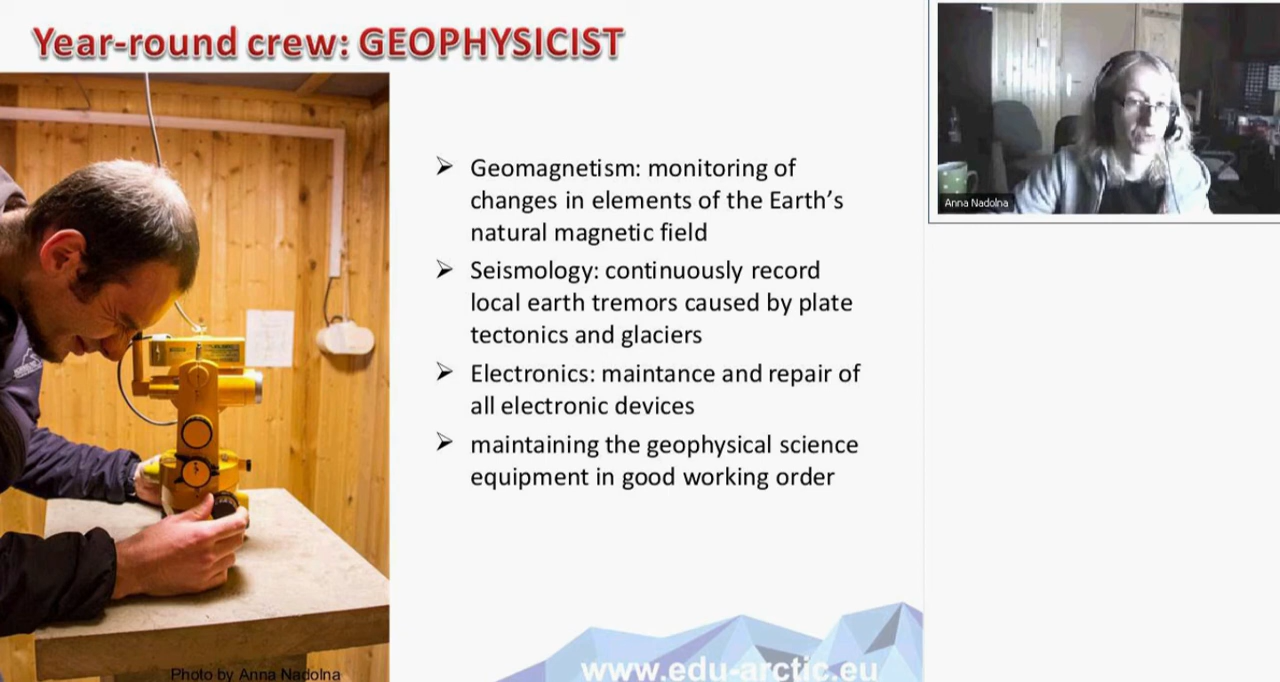 Year-round crew: GEOPHYSICIST
Geomagnetism: monitoring of
changes in elements of the Earth’s
natural magnetic field
Seismology: continuously record
local earth tremors caused by plate
tectonics and glaciers
Electronics: maintance and repair of
all electronic devices
maintaining the geophysical science
equipment in good working order
Photo by Anna Nadolna
www.edu-arctic.eu
Anna Nadolna